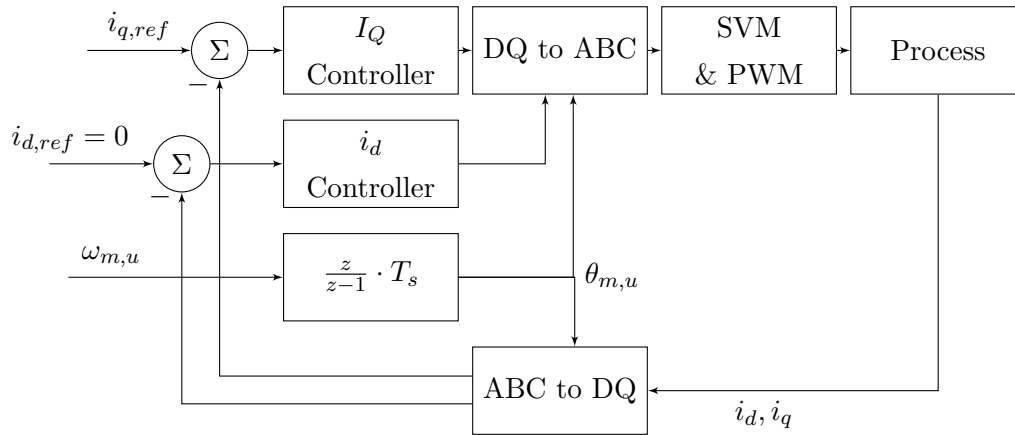 i_{q,ref}
Σ
−
I_Q
Controller
DQ to ABC
SVM
& PWM
Process
i_{d,ref} = 0
Σ
−
i_d
Controller
ω_{m,u}
\frac{z}{z−1} · T_s
θ_{m,u}
ABC to DQ
i_d, i_q